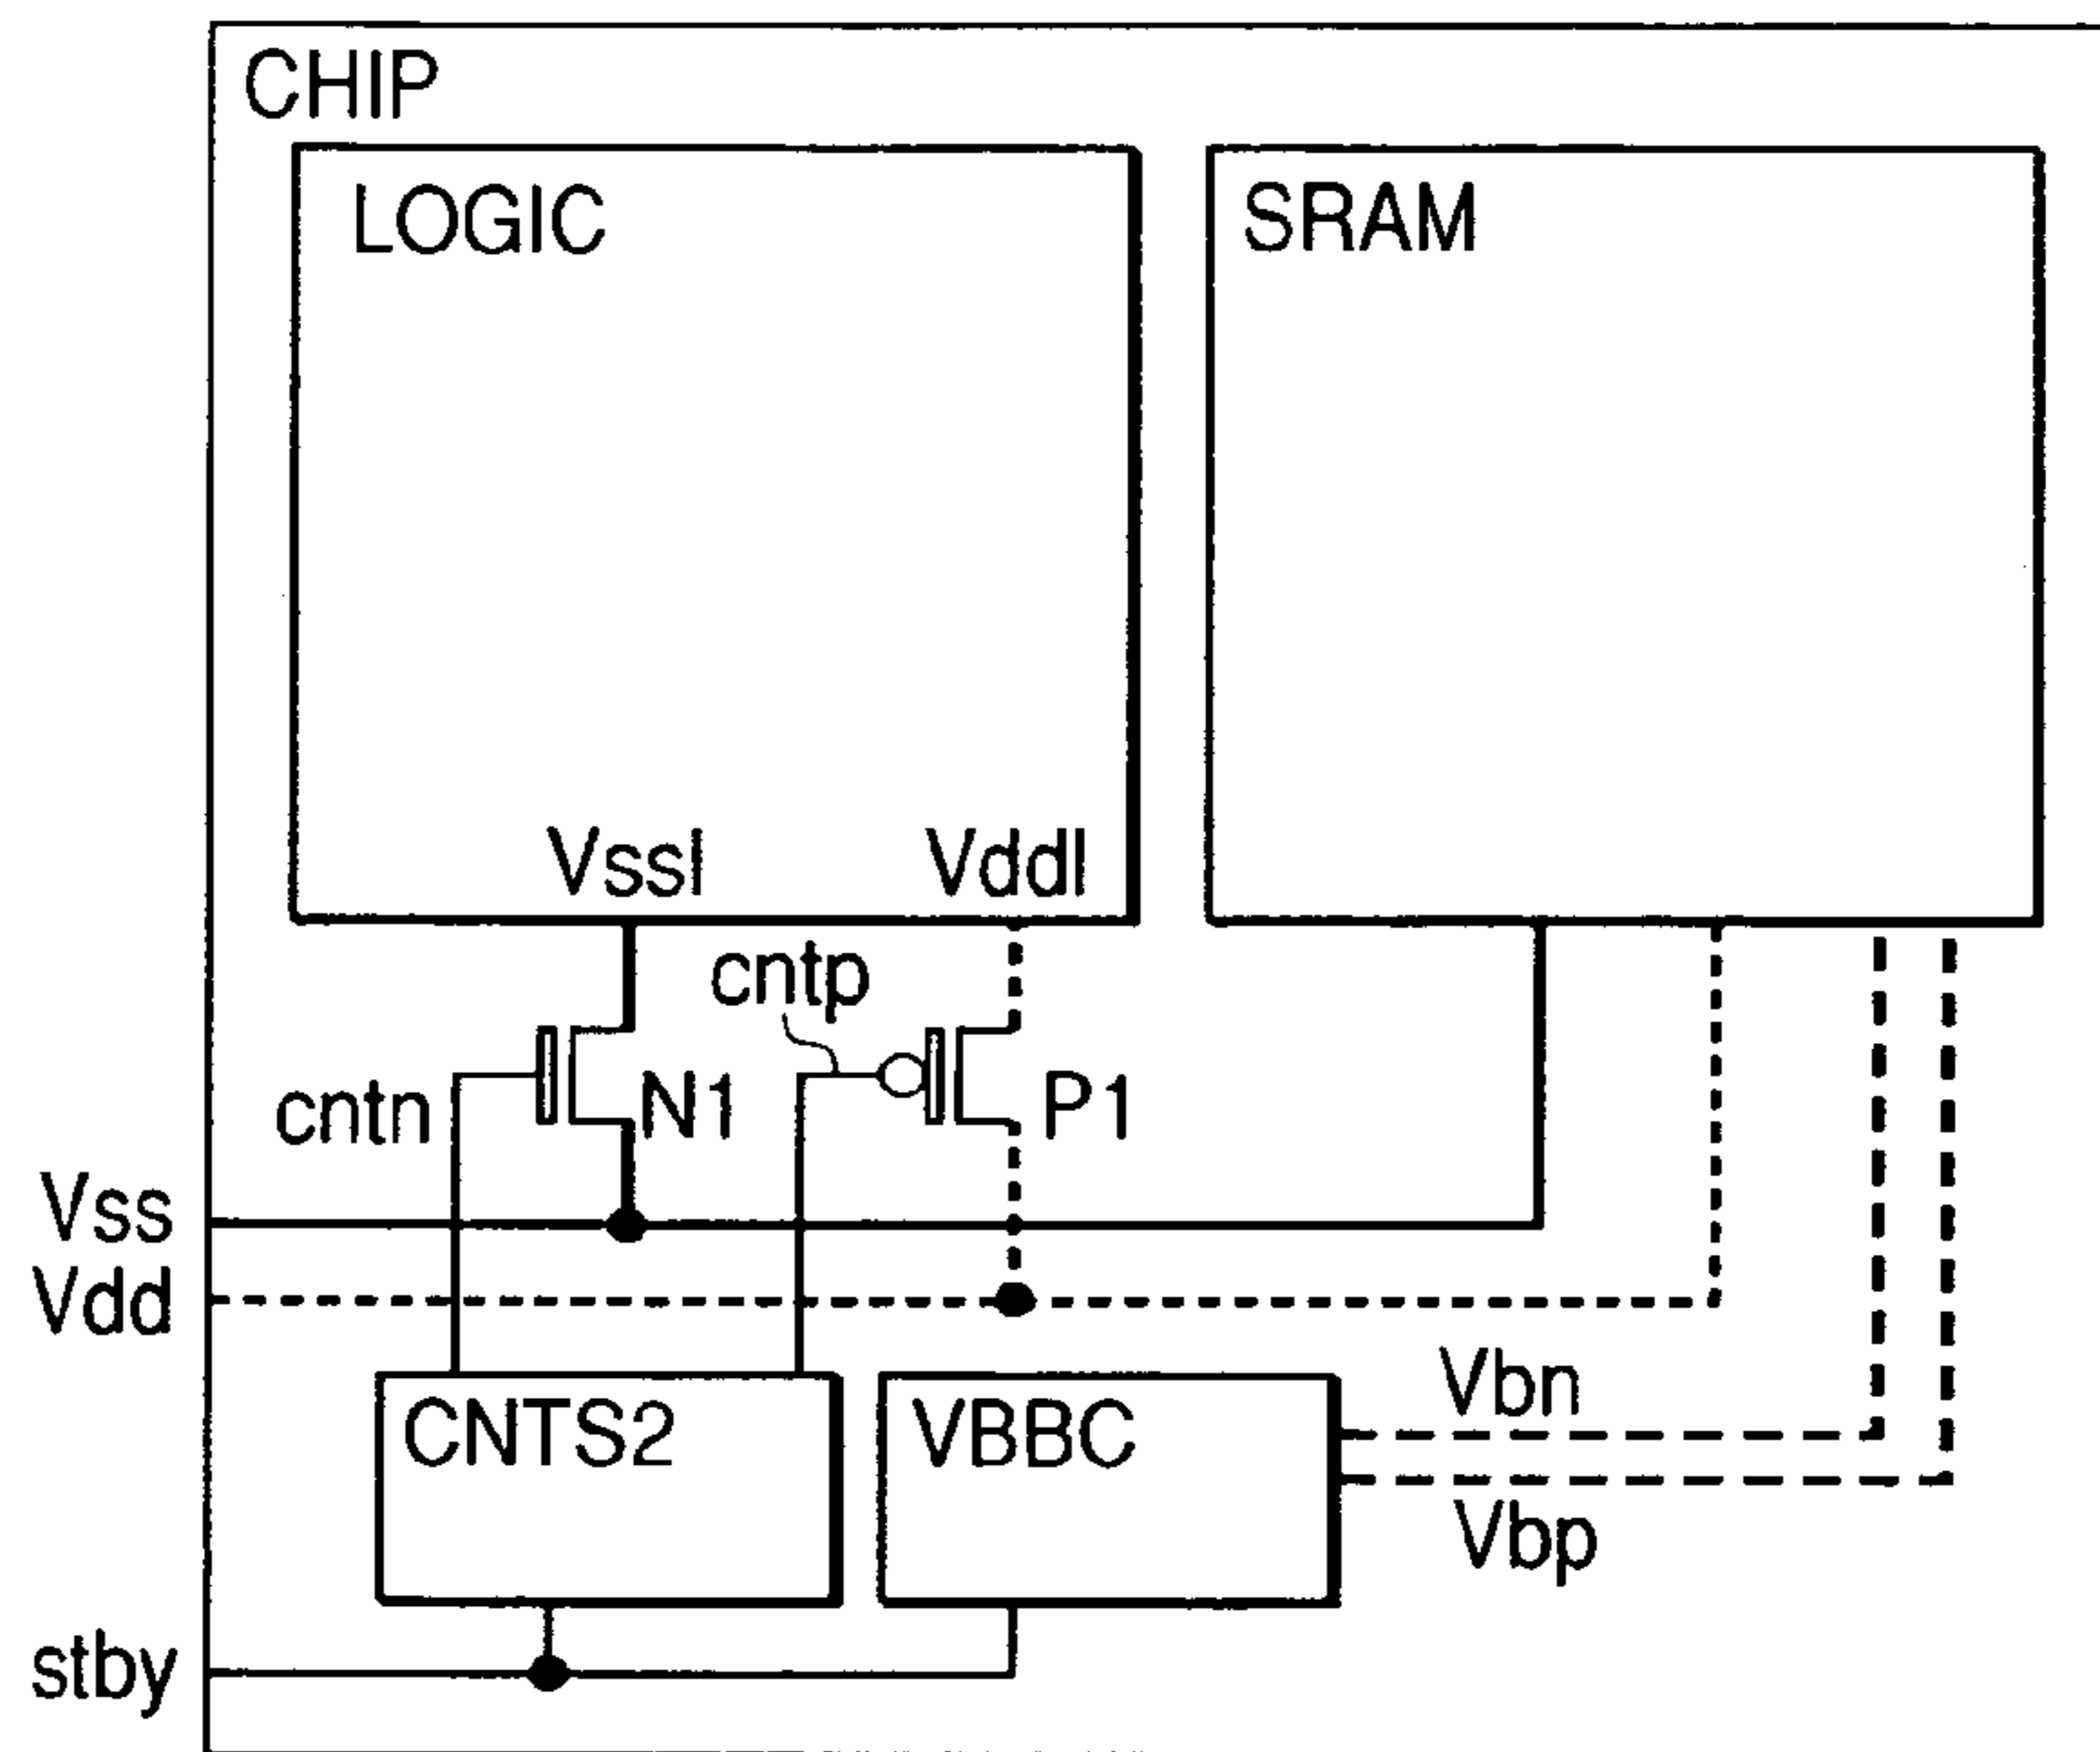 CHIP
LOGIC
SRAM
Vssl
Vddl
cntp
cntn
N1
P1
Vss
Vdd
CNTS2
VBBC
Vbn
Vbp
stby